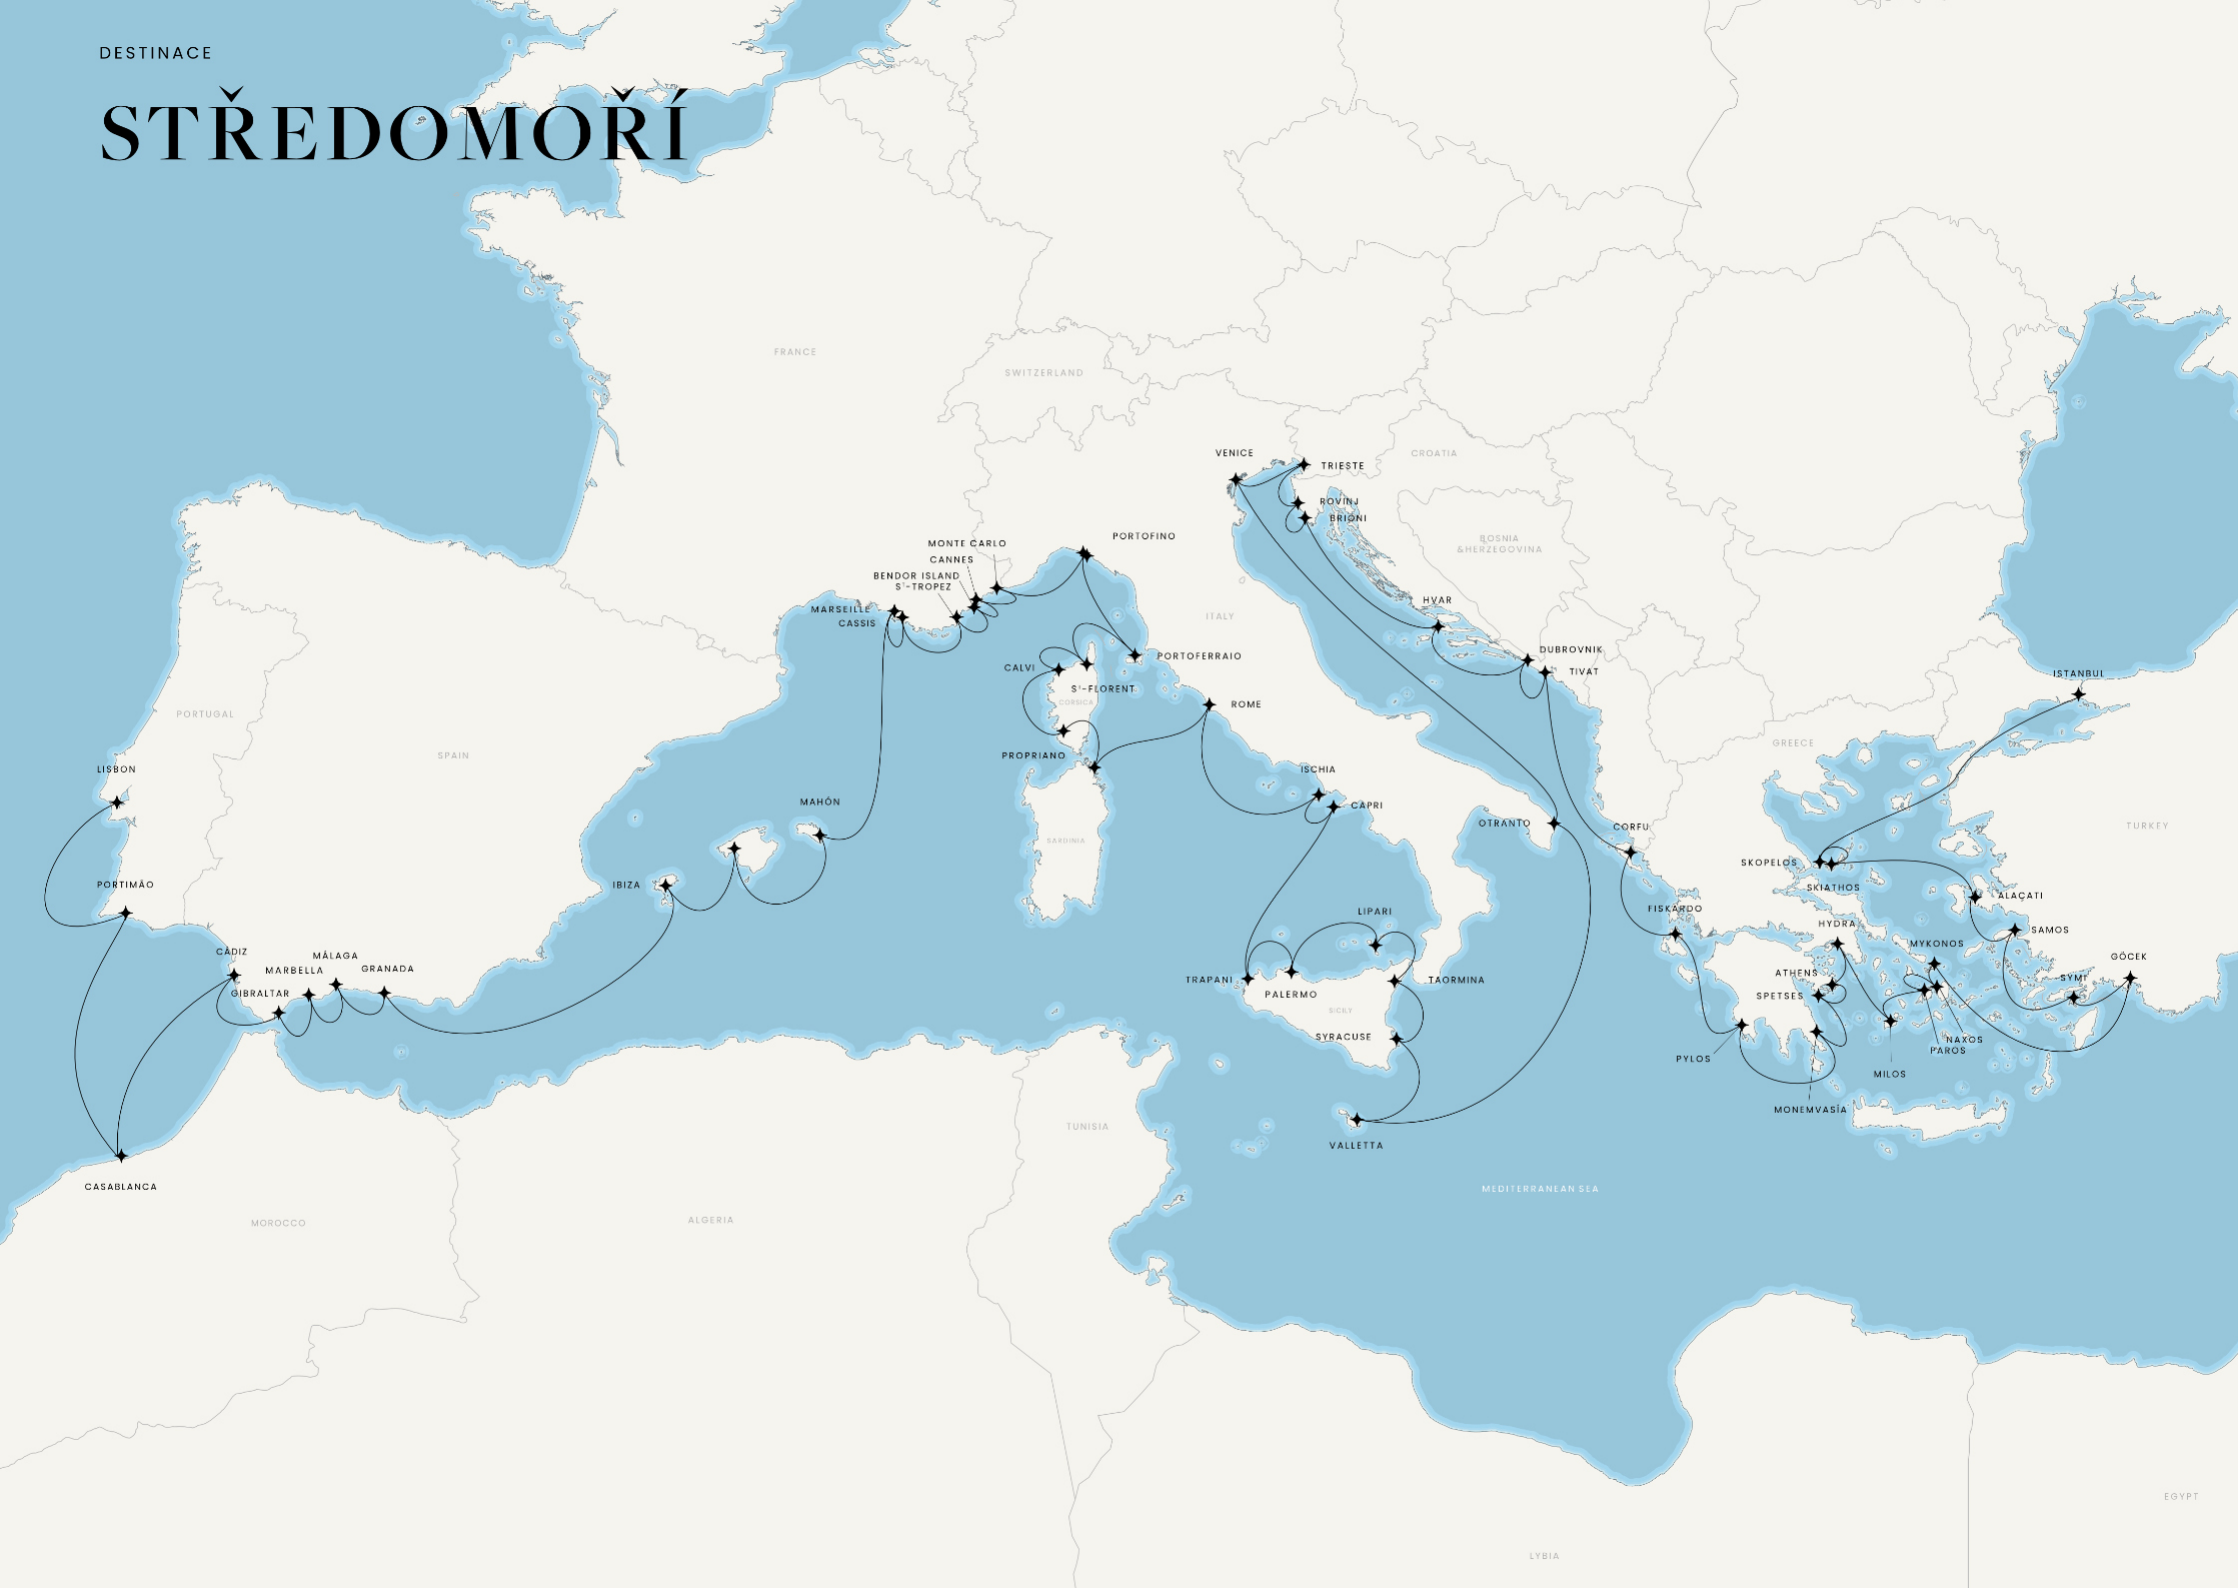 DESTINACE
STŘEDOMOŘÍ
FRANCE
SWITZERLAND
VENICE
TRIESTE
CROATIA
ROVINJ
BRIONI
BOSNIA
&HERZEGOVINA
MONTE CARLO
CANNES
BENDOR ISLAND
S^T-TROPEZ
PORTOFINO
MARSEILLE
CASSIS
HVAR
ITALY
DUBROVNIK
TIVAT
CALVI
PORTOFERRAIO
S^T-FLORENT
CORSICA
ROME
PROPRIANO
ISTANBUL
GREECE
PORTUGAL
SPAIN
LISBON
MAHÓN
ISCHIA
CAPRI
OTRANTO
CORFU
TURKEY
SARDINIA
SKOPELOS
SKIATHOS
ALAÇATI
PORTIMÃO
IBIZA
LIPARI
FISKARDO
HYDRA
SAMOS
MYKONOS
CÁDIZ
MÁLAGA
MARBELLA
GRANADA
GIBRALTAR
TRAPANI
PALERMO
TAORMINA
SICILY
SYRACUSE
ATHENS
SPETSES
SYMI
GÖCEK
NAXOS
PAROS
PYLOS
MILOS
MONEMVASÍA
VALLETTA
TUNISIA
CASABLANCA
MOROCCO
ALGERIA
MEDITERRANEAN SEA
EGYPT
LYBIA